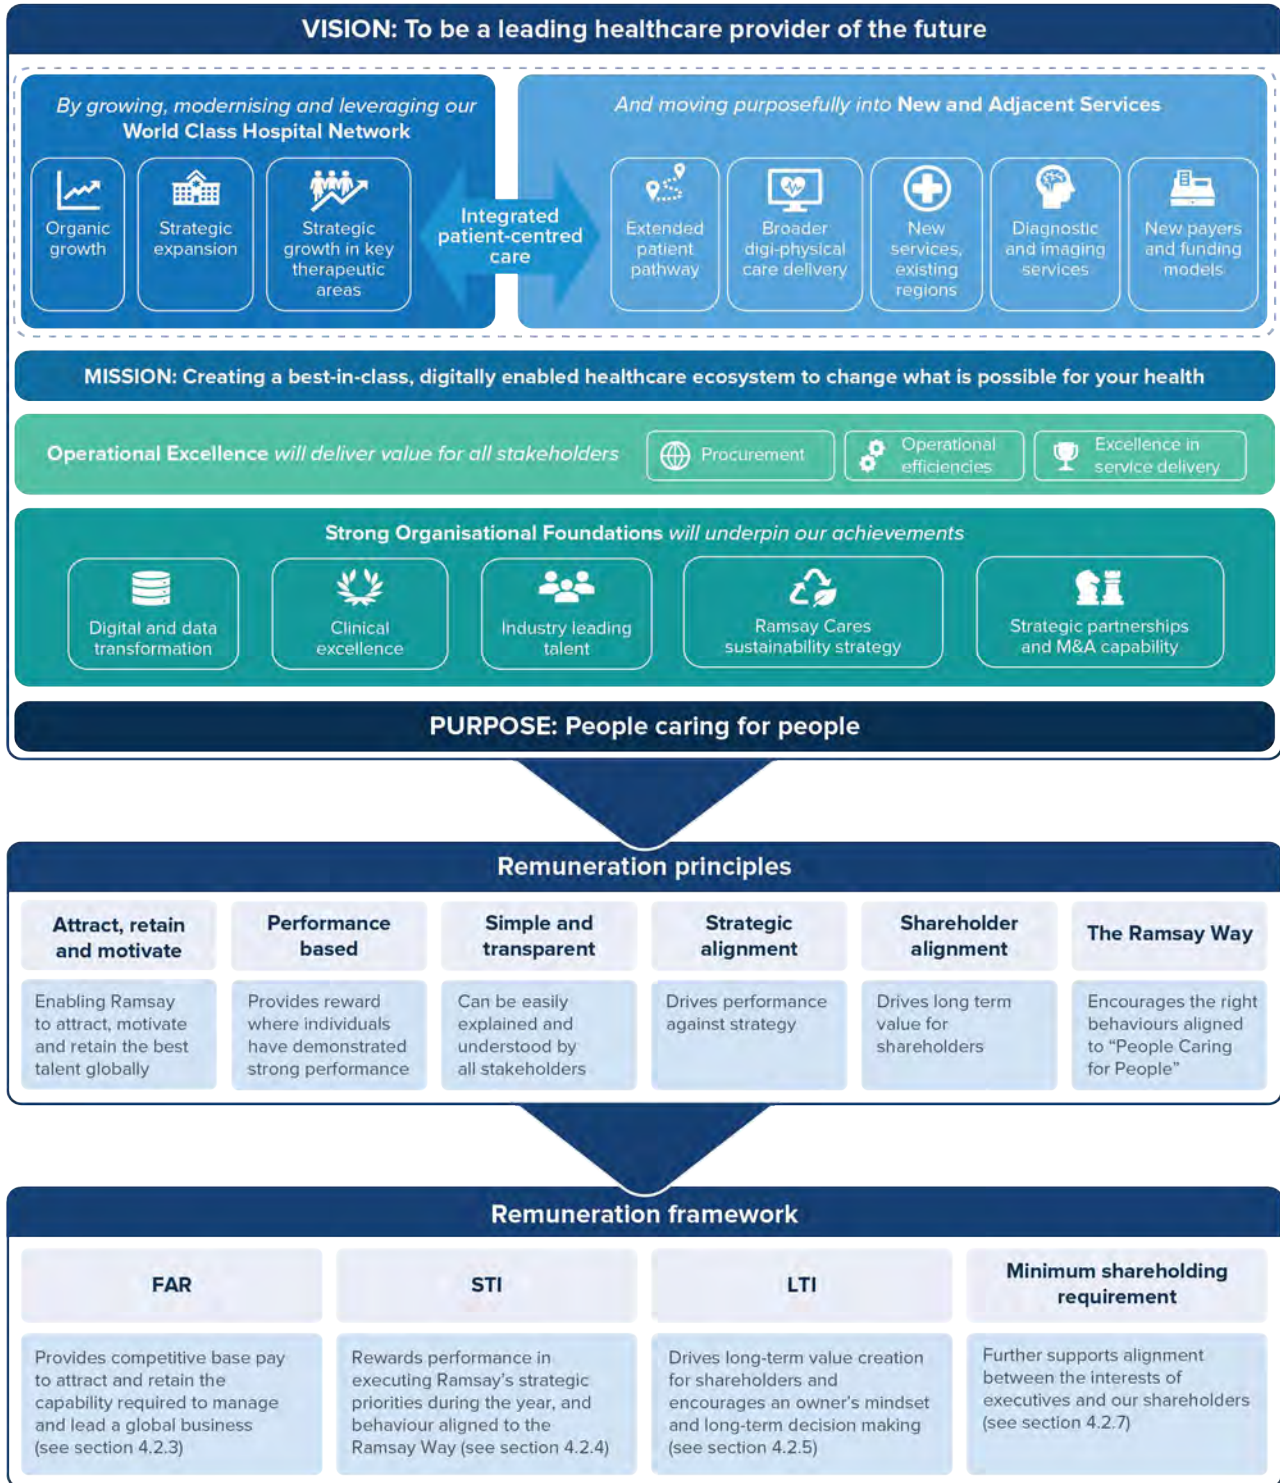 VISION: To be a leading healthcare provider of the future
By growing, modernising and leveraging our
World Class Hospital Network
Organic
growth
Strategic
expansion
Strategic
growth in key
therapeutic
areas
Integrated
patient-centred
care
And moving purposefully into New and Adjacent Services
Extended
patient
pathway
Broader
digi-physical
care delivery
New
services,
existing
regions
Diagnostic
and imaging
services
New payers
and funding
models
MISSION: Creating a best-in-class, digitally enabled healthcare ecosystem to change what is possible for your health
Operational Excellence will deliver value for all stakeholders
Procurement
Operational
efficiencies
Excellence in
service delivery
Strong Organisational Foundations will underpin our achievements
Digital and data
transformation
Clinical
excellence
Industry leading
talent
Ramsay Cares
sustainability strategy
Strategic partnerships
and M&A capability
PURPOSE: People caring for people
Remuneration principles
Attract, retain
and motivate
Enabling Ramsay
to attract, motivate
and retain the best
talent globally
Performance
based
Provides reward
where individuals
have demonstrated
strong performance
Simple and
transparent
Can be easily
explained and
understood by
all stakeholders
Strategic
alignment
Drives performance
against strategy
Shareholder
alignment
Drives long term
value for
shareholders
The Ramsay Way
Encourages the right
behaviours aligned
to “People Caring
for People”
Remuneration framework
FAR
Provides competitive base pay
to attract and retain the
capability required to manage
and lead a global business
(see section 4.2.3)
STI
Rewards performance in
executing Ramsay’s strategic
priorities during the year, and
behaviour aligned to the
Ramsay Way (see section 4.2.4)
LTI
Drives long-term value creation
for shareholders and
encourages an owner’s mindset
and long-term decision making
(see section 4.2.5)
Minimum shareholding
requirement
Further supports alignment
between the interests of
executives and our shareholders
(see section 4.2.7)